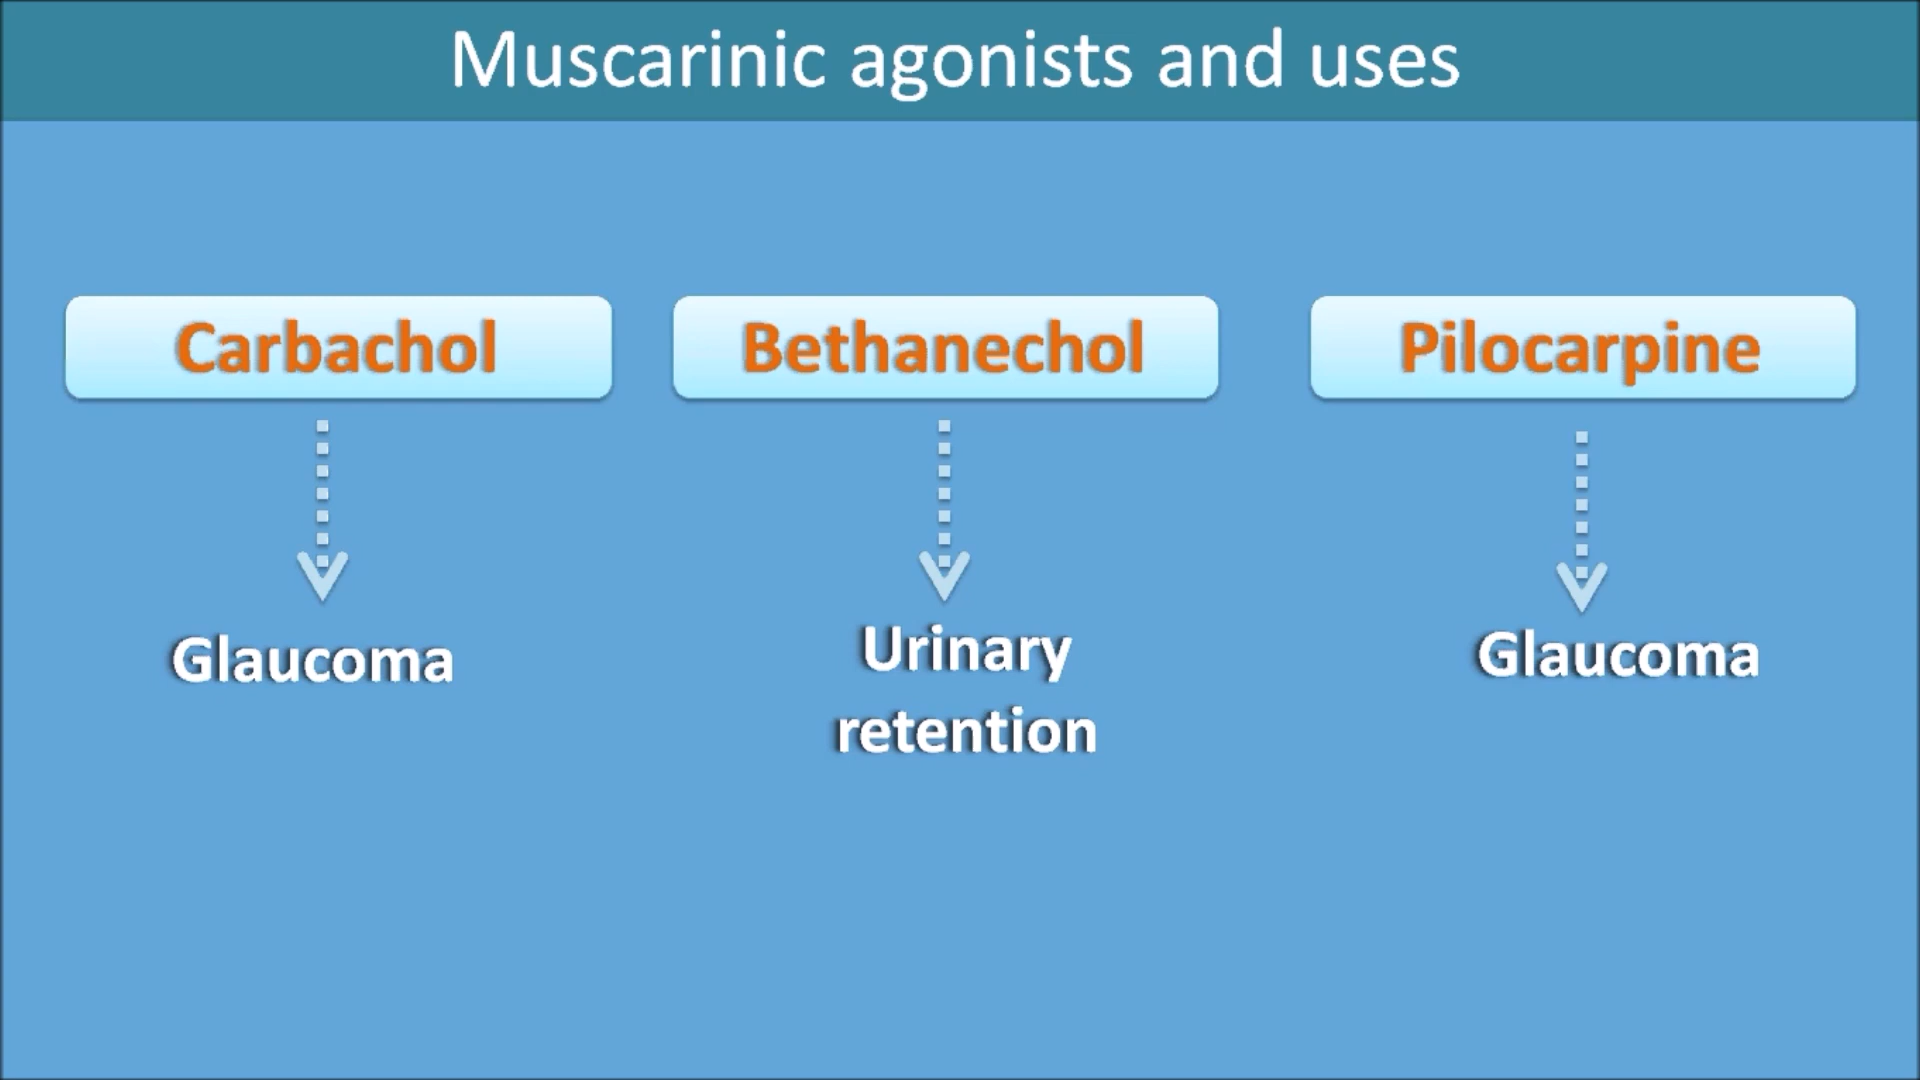 Muscarinic agonists and uses
Carbachol
Bethanechol
Pilocarpine
Glaucoma
Urinary
retention
Glaucoma